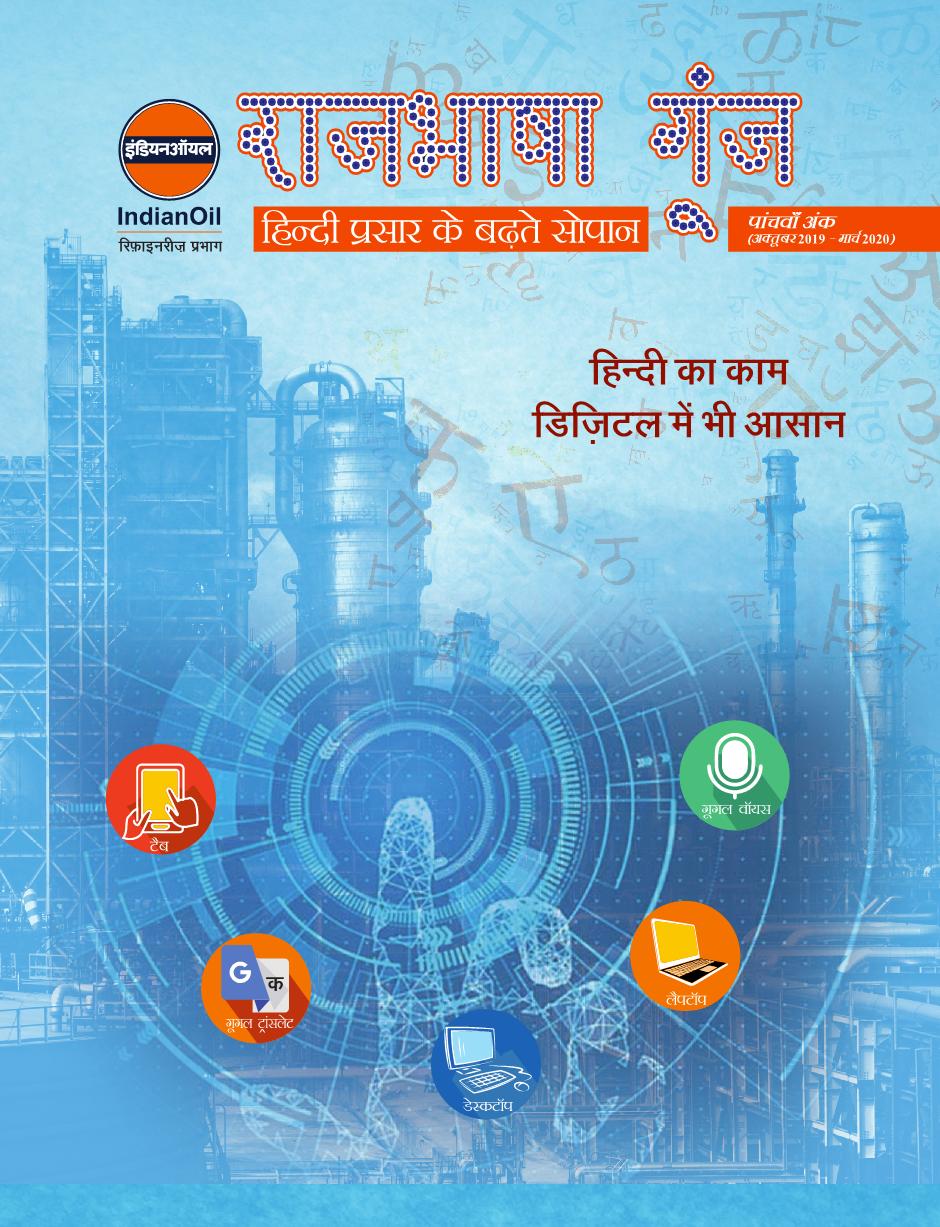 राजभाषा गंज
इंडियनऑयल
IndianOil
रिफ़ाइनरीज़ प्रभाग
हिन्दी प्रसार के बढ़ते सोपान
पांचवाँ अंक
(अक्तूबर 2019 - मार्च 2020)
हिन्दी का काम
डिज़िटल में भी आसान
गूगल वॉयस
टैब
लैपटॉप
G क
गूगल ट्रांसलेट
डेस्कटॉप